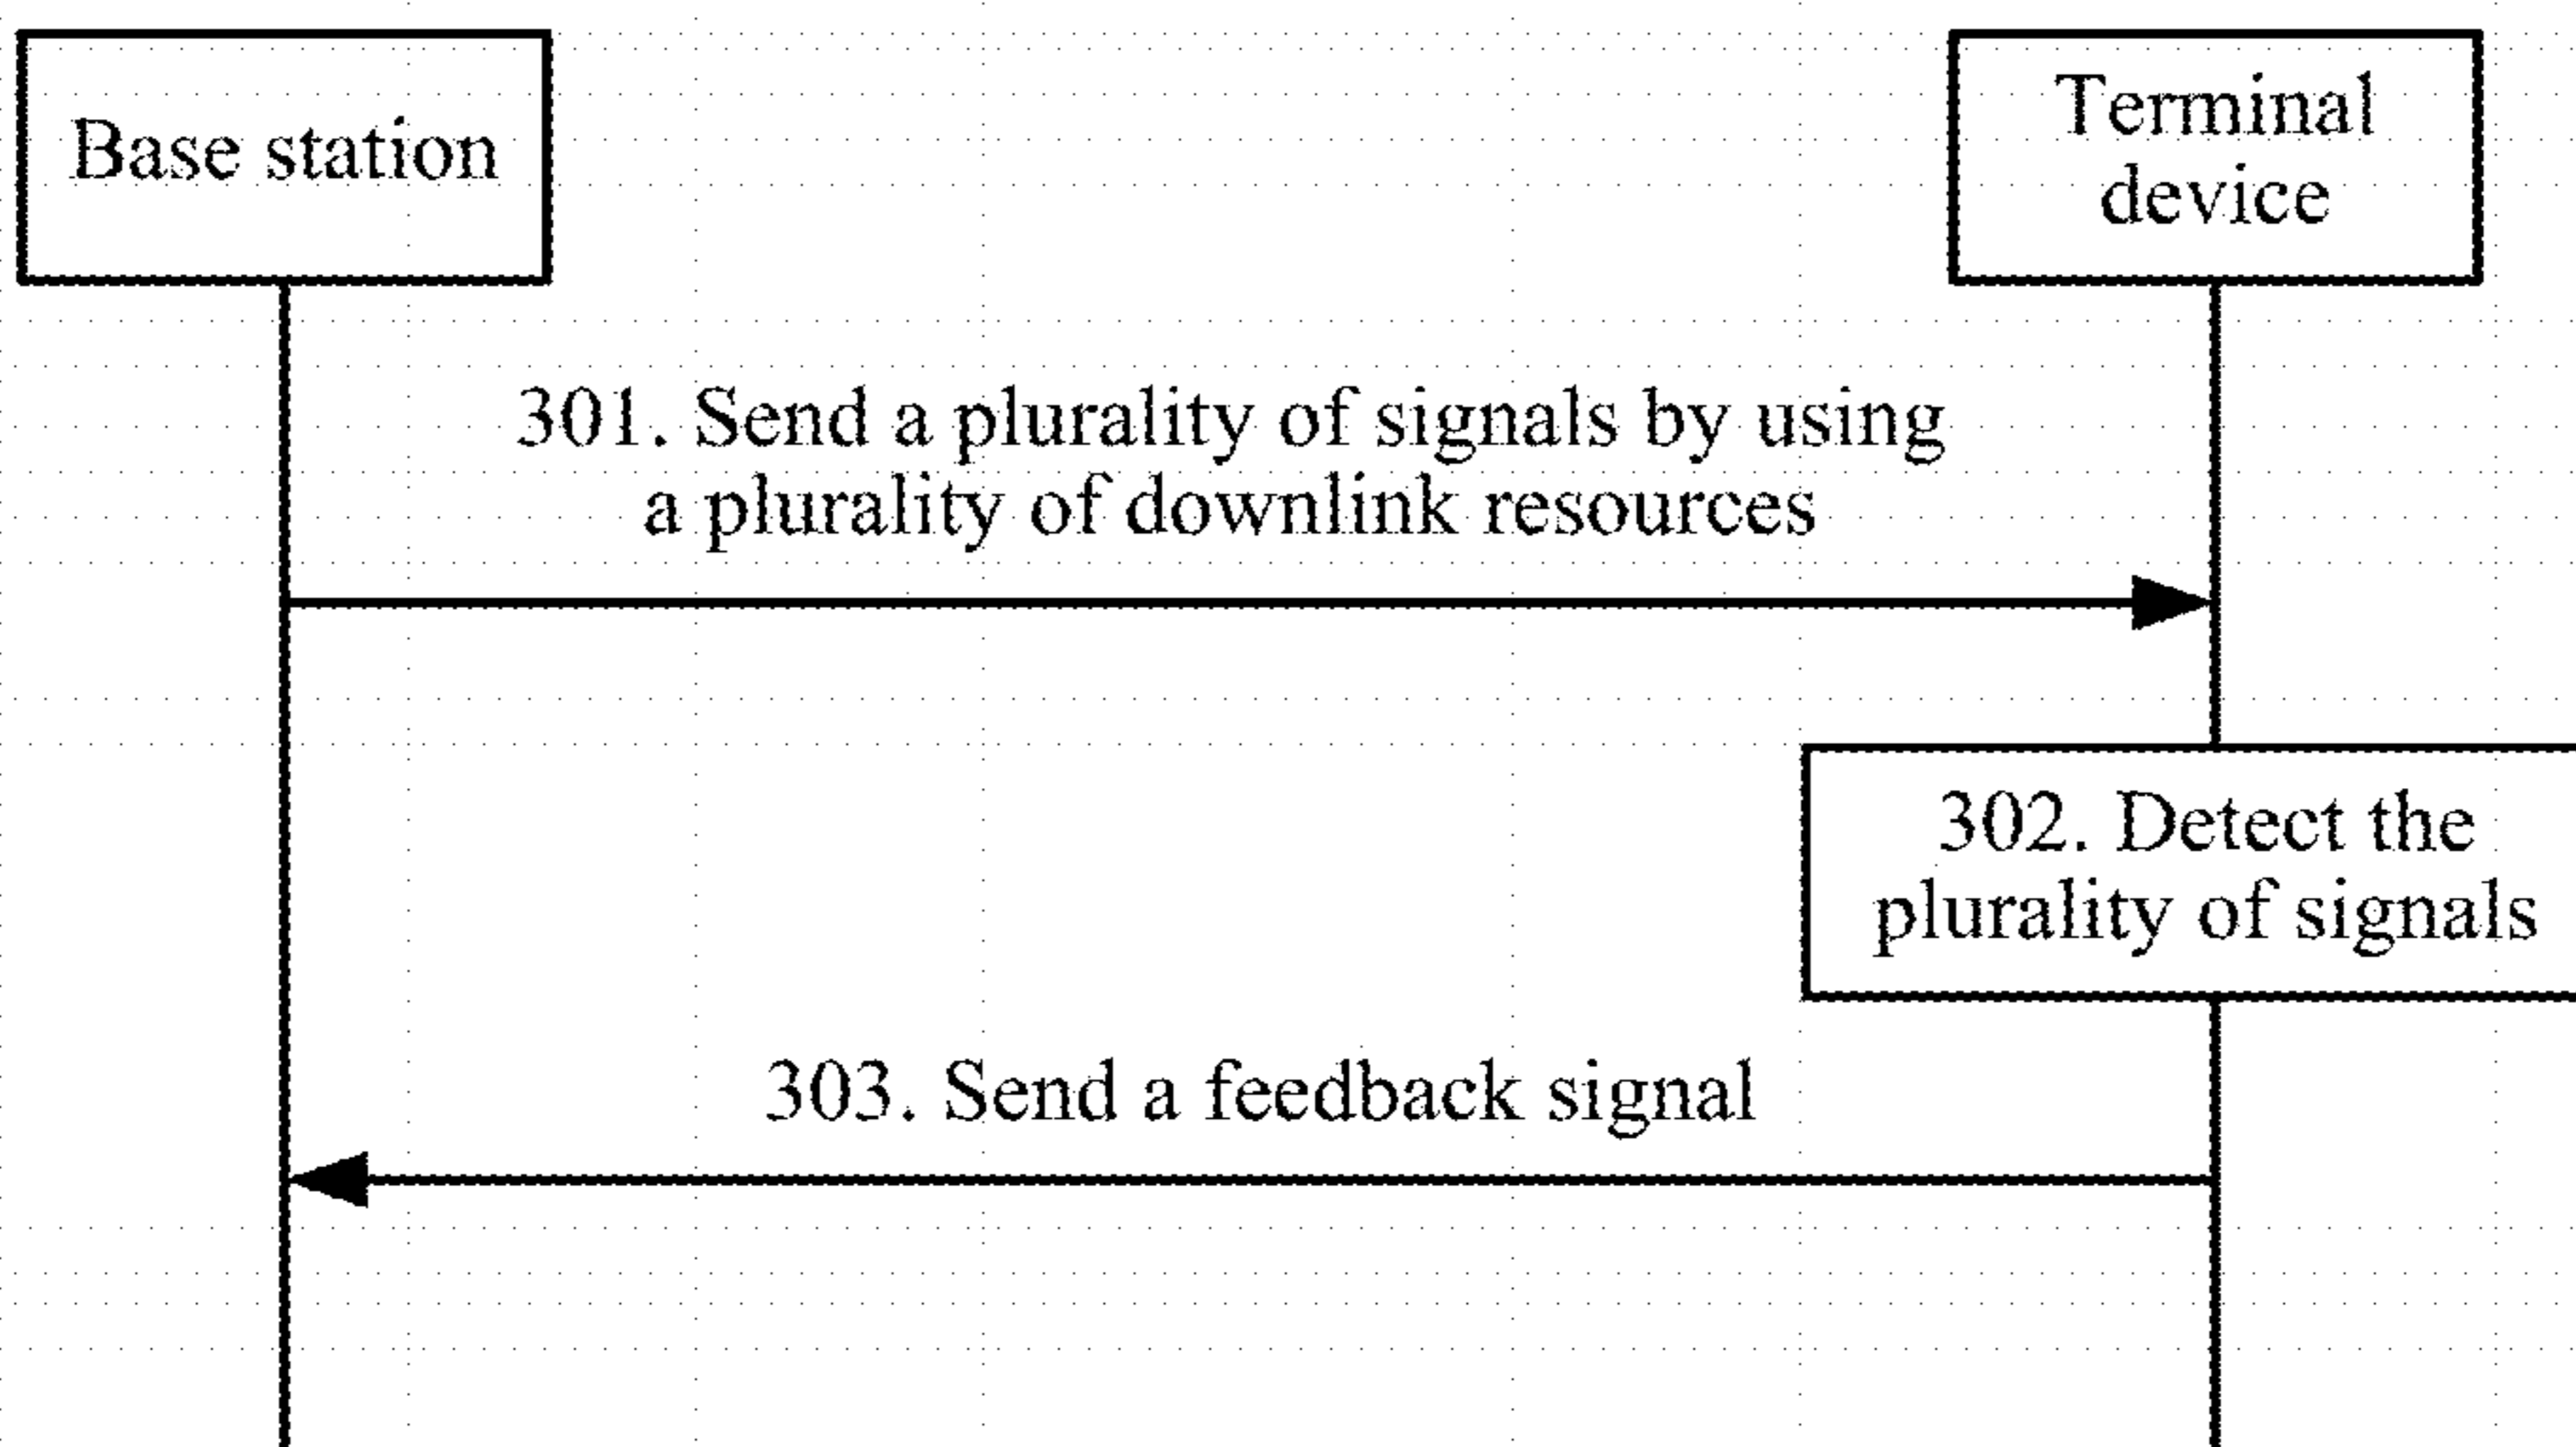 Base station
Terminal
device
301. Send a plurality of signals by using
a plurality of downlink resources
302. Detect the
plurality of signals
303. Send a feedback signal